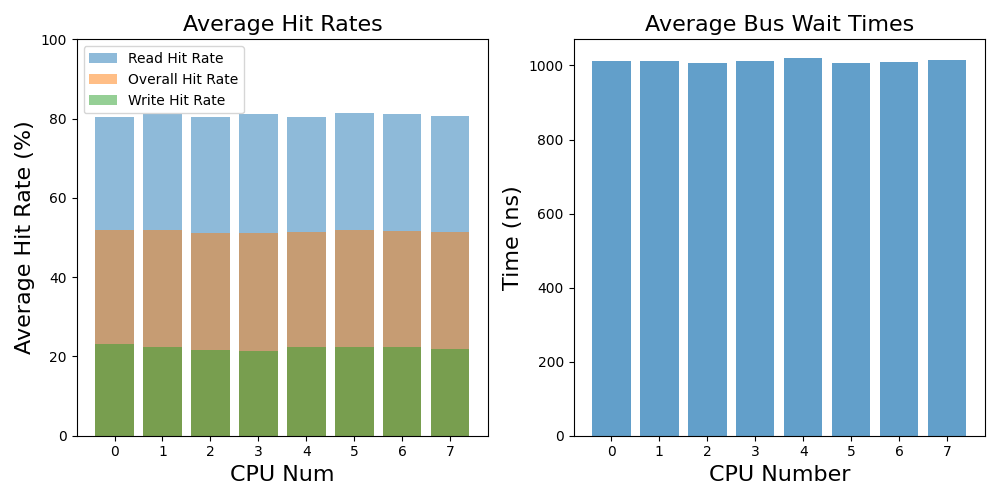 Average Hit Rates
Average Hit Rate (%)
100
80
60
40
20
0
Read Hit Rate
Overall Hit Rate
Write Hit Rate
0 1 2 3 4 5 6 7
CPU Num
Average Bus Wait Times
Time (ns)
1000
800
600
400
200
0
0 1 2 3 4 5 6 7
CPU Number